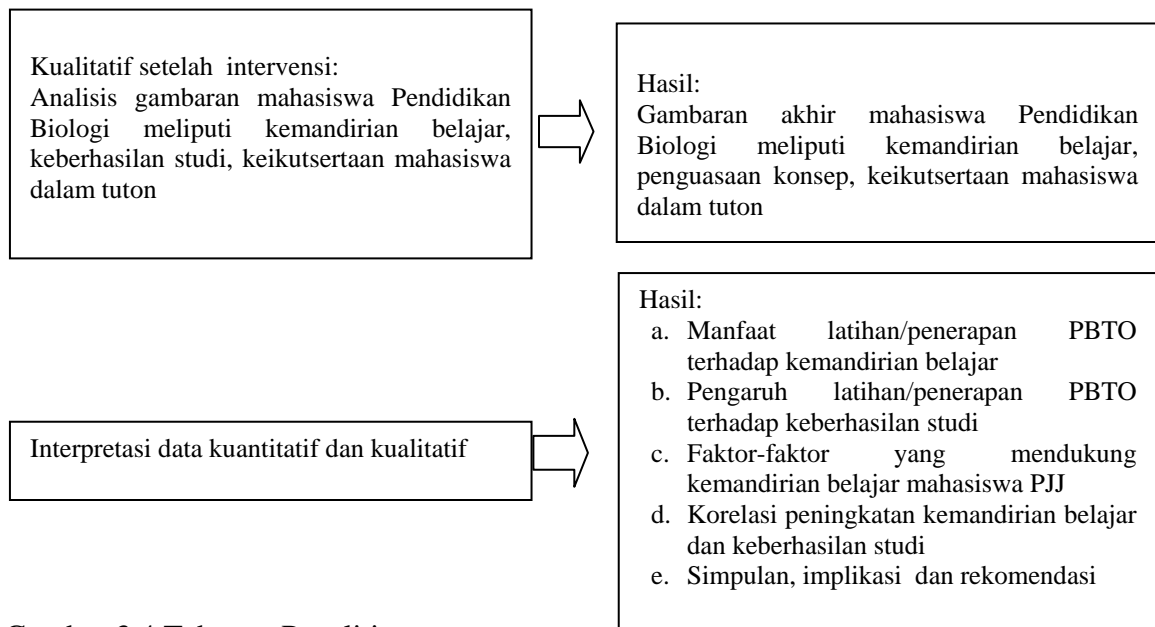 Kualitatif setelah intervensi:
Analisis gambaran mahasiswa Pendidikan
Biologi meliputi kemandirian belajar,
keberhasilan studi, keikutsertaan mahasiswa
dalam tuton
Hasil:
Gambaran akhir mahasiswa Pendidikan
Biologi meliputi kemandirian belajar,
penguasaan konsep, keikutsertaan mahasiswa
dalam tuton
Interpretasi data kuantitatif dan kualitatif
Hasil:
a. Manfaat latihan/penerapan PBTO
terhadap kemandirian belajar
b. Pengaruh latihan/penerapan PBTO
terhadap keberhasilan studi
c. Faktor-faktor yang mendukung
kemandirian belajar mahasiswa PJJ
d. Korelasi peningkatan kemandirian belajar
dan keberhasilan studi
e. Simpulan, implikasi dan rekomendasi